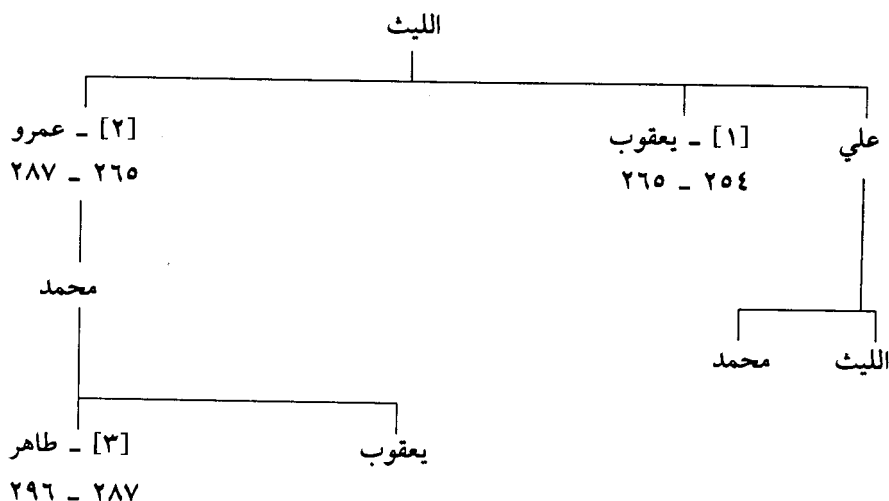 الليث
علي
[١] ـ يعقوب
٢٥٤ ـ ٢٦٥
[٢] ـ عمرو
٢٦٥ ـ ٢٨٧
محمد
الليث
محمد
يعقوب
[٣] ـ طاهر
٢٨٧ ـ ٢٩٦